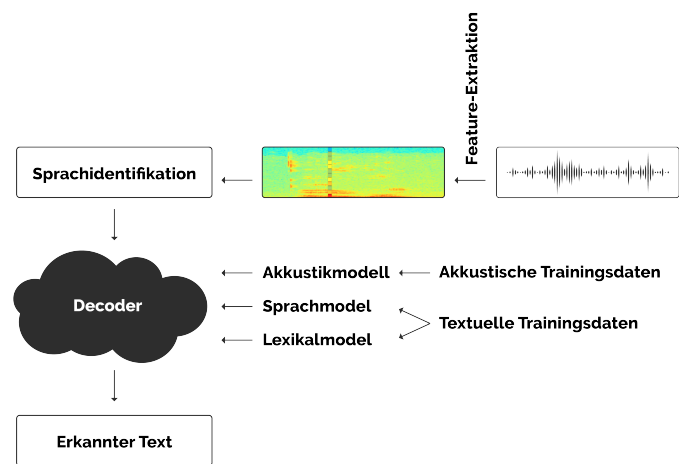 Feature-Extraktion
Sprachidentifikation
Decoder
Akkustikmodell
Akkustische Trainingsdaten
Sprachmodel
Textuelle Trainingsdaten
Lexikalmodel
Erkannter Text